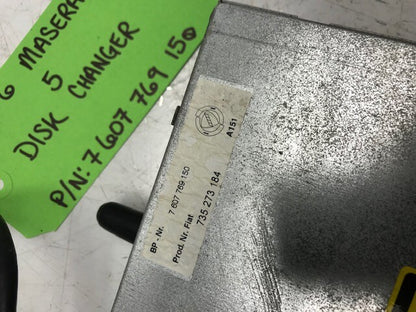 6 MASERA
5
DISK CHANGER
P/N: 7 607 769 150
A151
BP - Nr. 7 607 769 150
Prod. Nr. Fiat 735 273 184